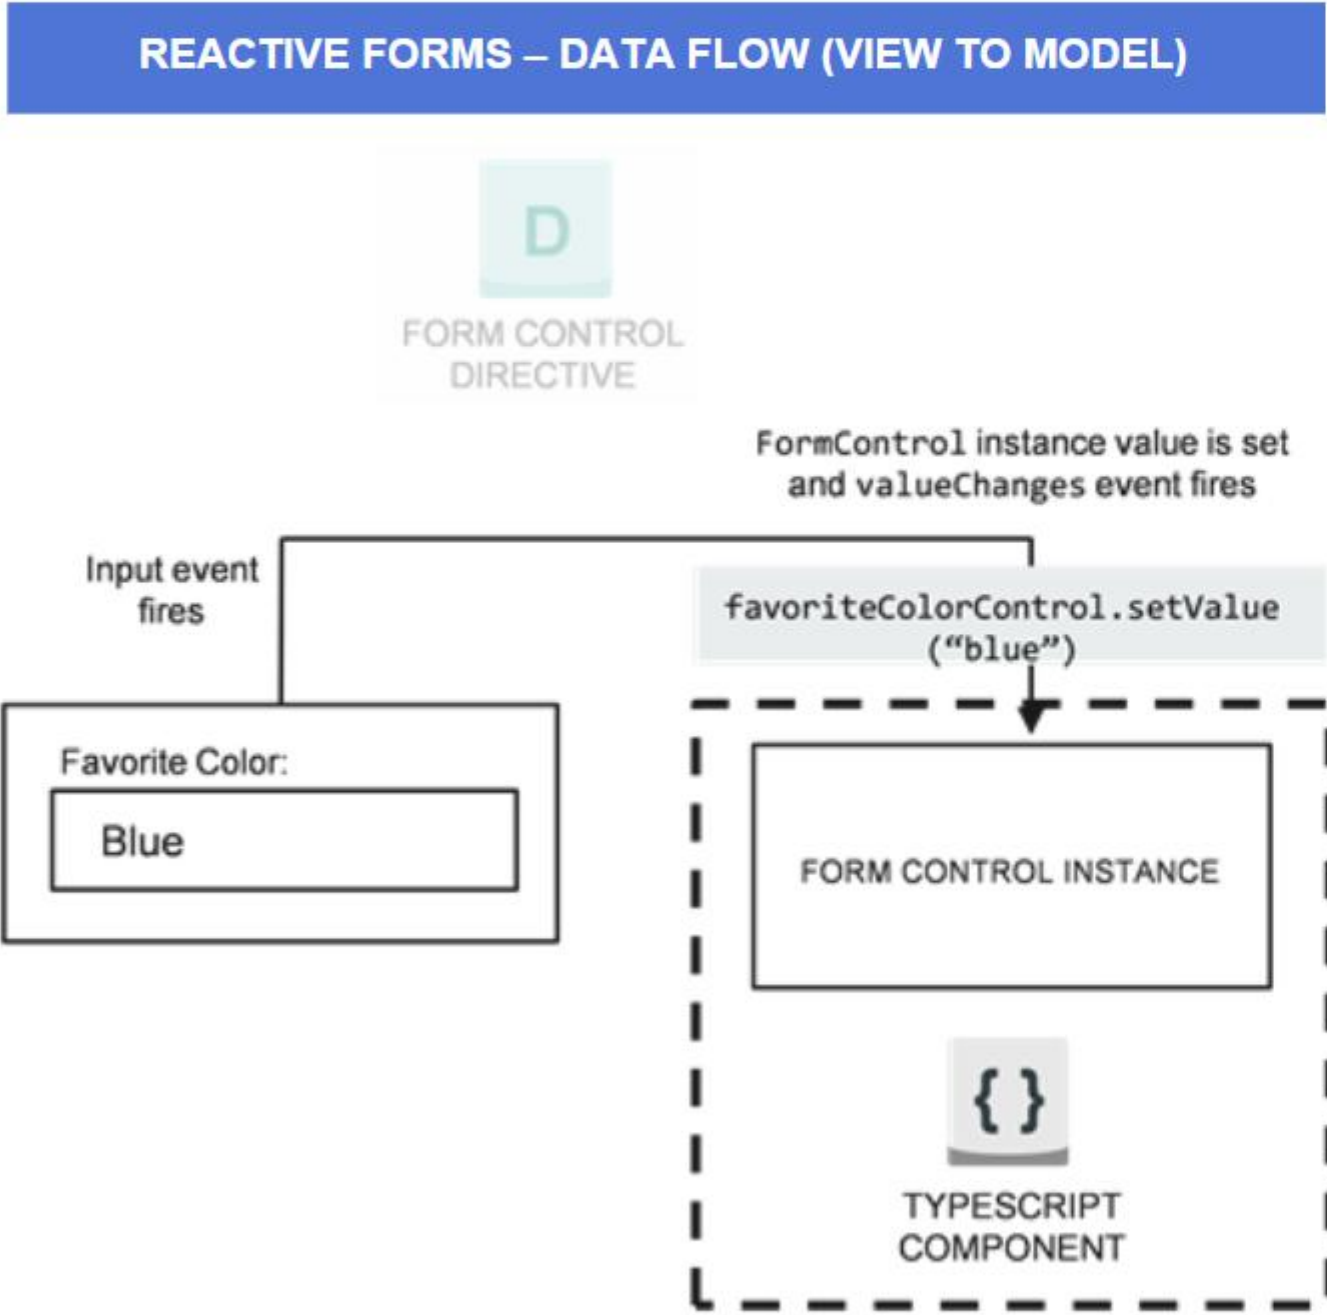 REACTIVE FORMS – DATA FLOW (VIEW TO MODEL)
D
FORM CONTROL
DIRECTIVE
FormControl instance value is set
and valueChanges event fires
Input event
fires
favoriteColorControl.setValue
(“blue”)
Favorite Color:
Blue
FORM CONTROL INSTANCE
{ }
TYPESCRIPT
COMPONENT